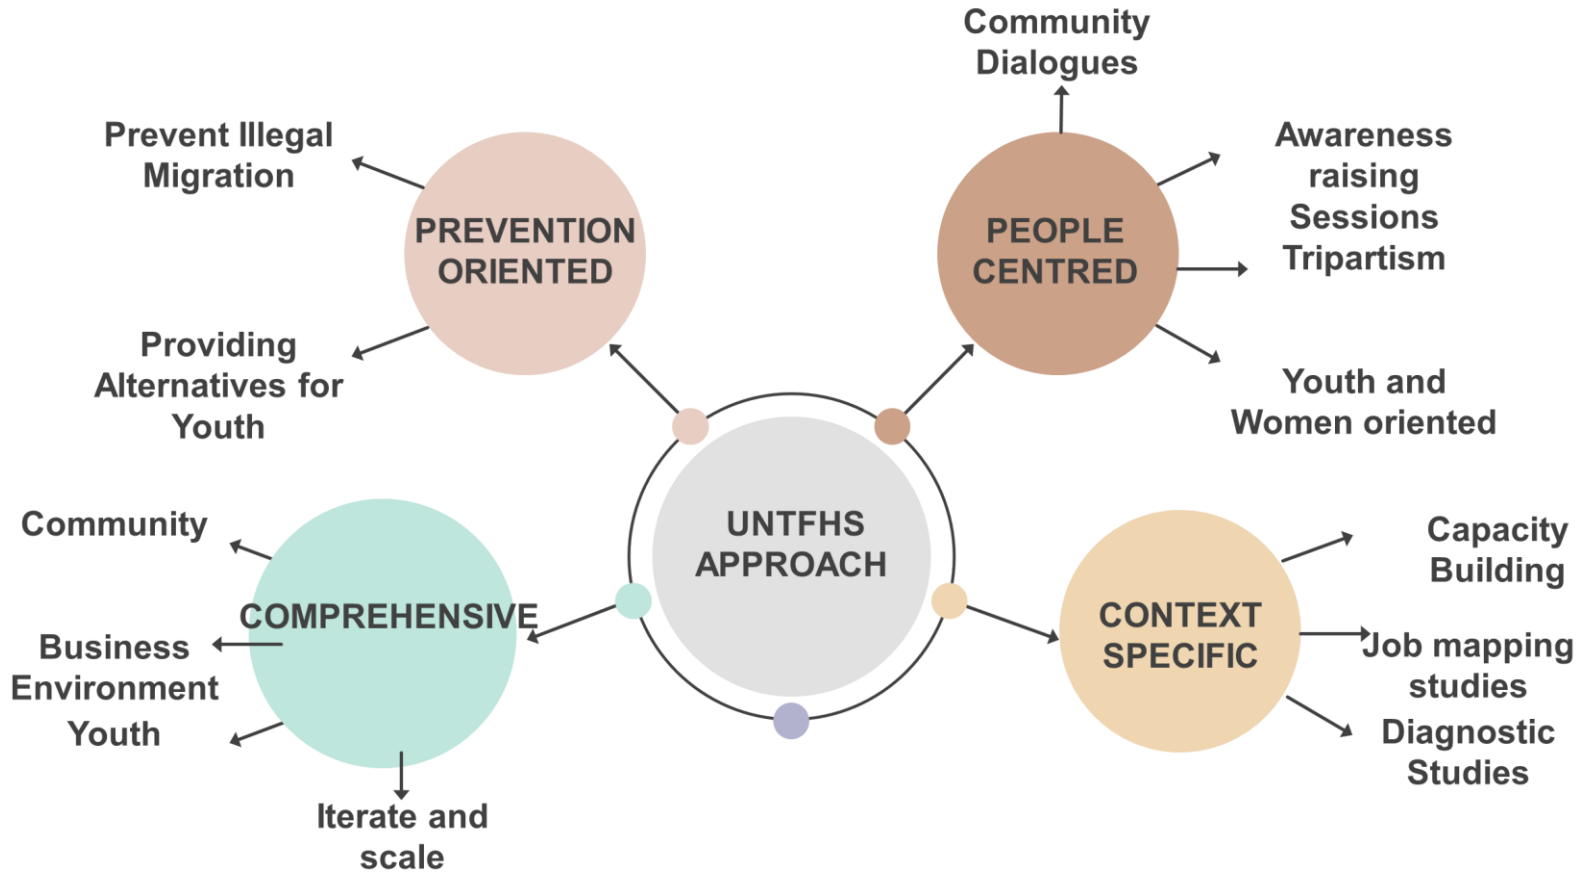 Community
Dialogues
Prevent Illegal
Migration
Awareness
raising
Sessions
Tripartism
PREVENTION
ORIENTED
PEOPLE
CENTRED
Providing
Alternatives for
Youth
Youth and
Women oriented
UNTFHS
APPROACH
Community
COMPREHENSIVE
Business
Environment
Youth
Iterate and
scale
CONTEXT
SPECIFIC
Capacity
Building
Job mapping
studies
Diagnostic
Studies